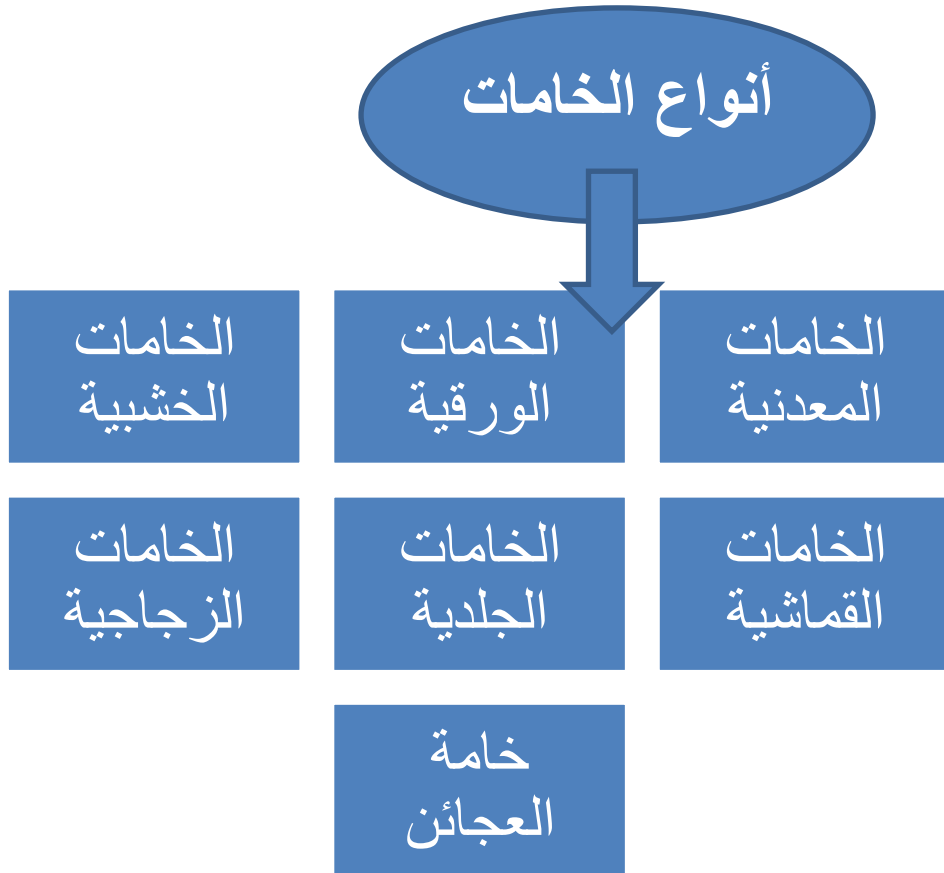 أنواع الخامات
الخامات
المعدنية
الخامات
الورقية
الخامات
الخشبية
الخامات
القماشية
الخامات
الجلدية
الخامات
الزجاجية
خامة
العجائن